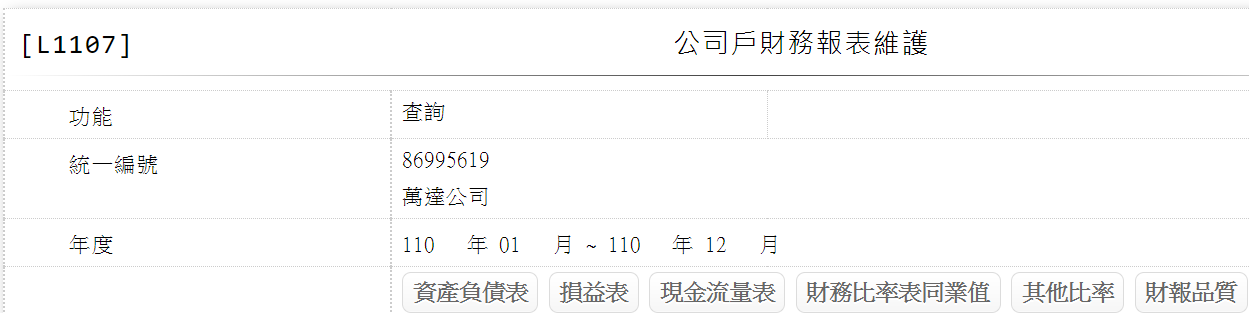 [L1107] 公司戶財務報表維護
功能 查詢
統一編號 86995619
萬達公司
年度 110 年 01 月 ~ 110 年 12 月
資產負債表 損益表 現金流量表 財務比率表同業值 其他比率 財報品質